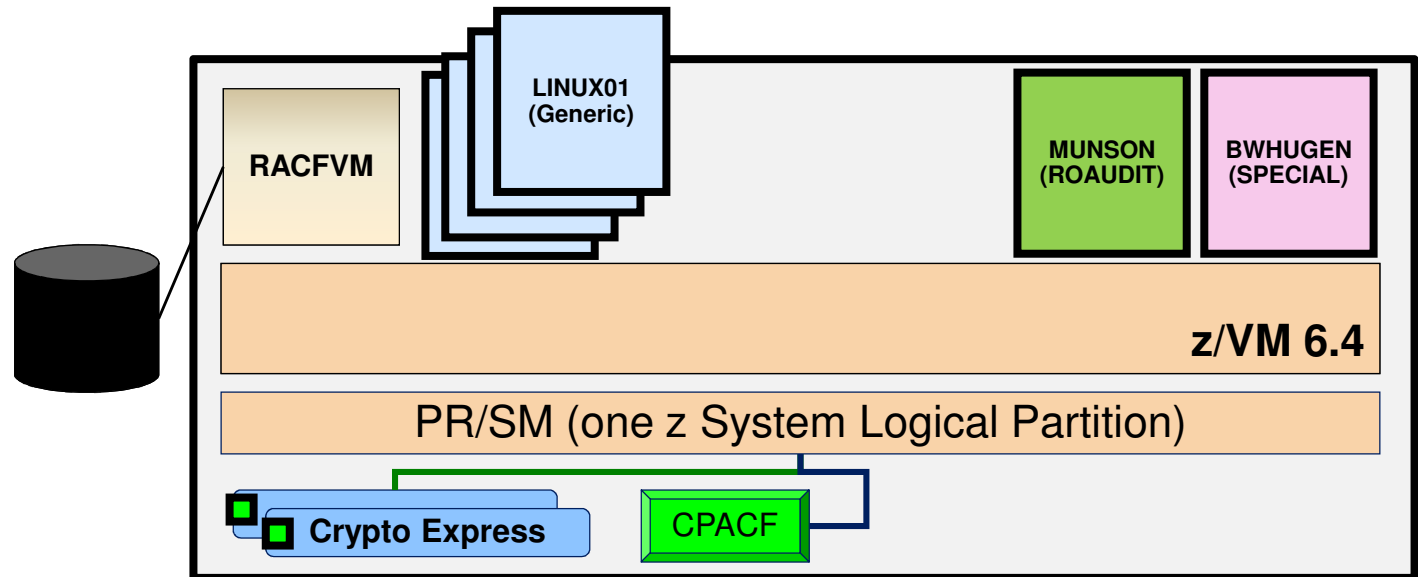 LINUX01
(Generic)
RACFVM
MUNSON
(ROAUDIT)
BWHUGEN
(SPECIAL)
z/VM 6.4
PR/SM (one z System Logical Partition)
Crypto Express
CPACF